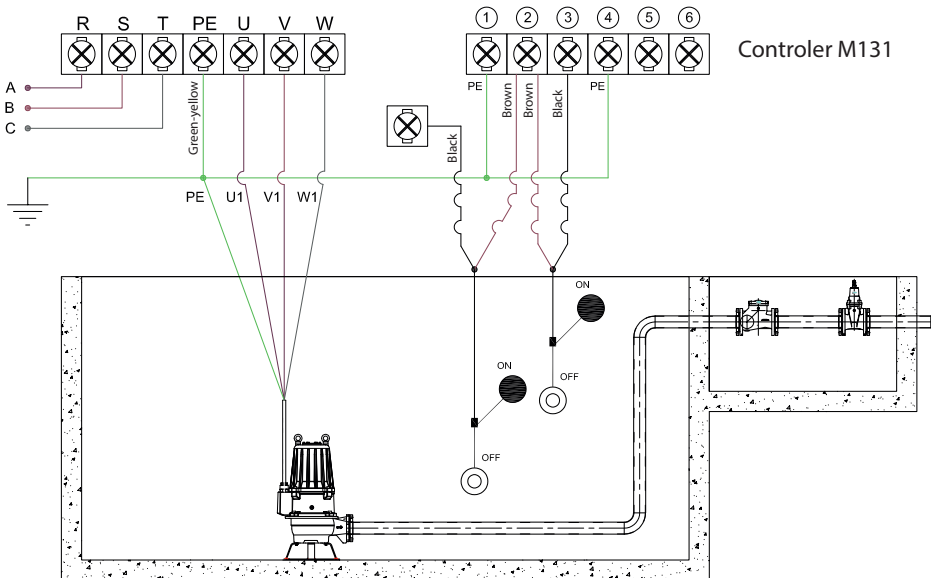 R S T PE U V W
① ② ③ ④ ⑤ ⑥
Controler M131
A
B
C
Green-yellow
PE
Brown
Brown
Black
PE
Black
PE U1 V1 W1
ON
OFF
ON
OFF